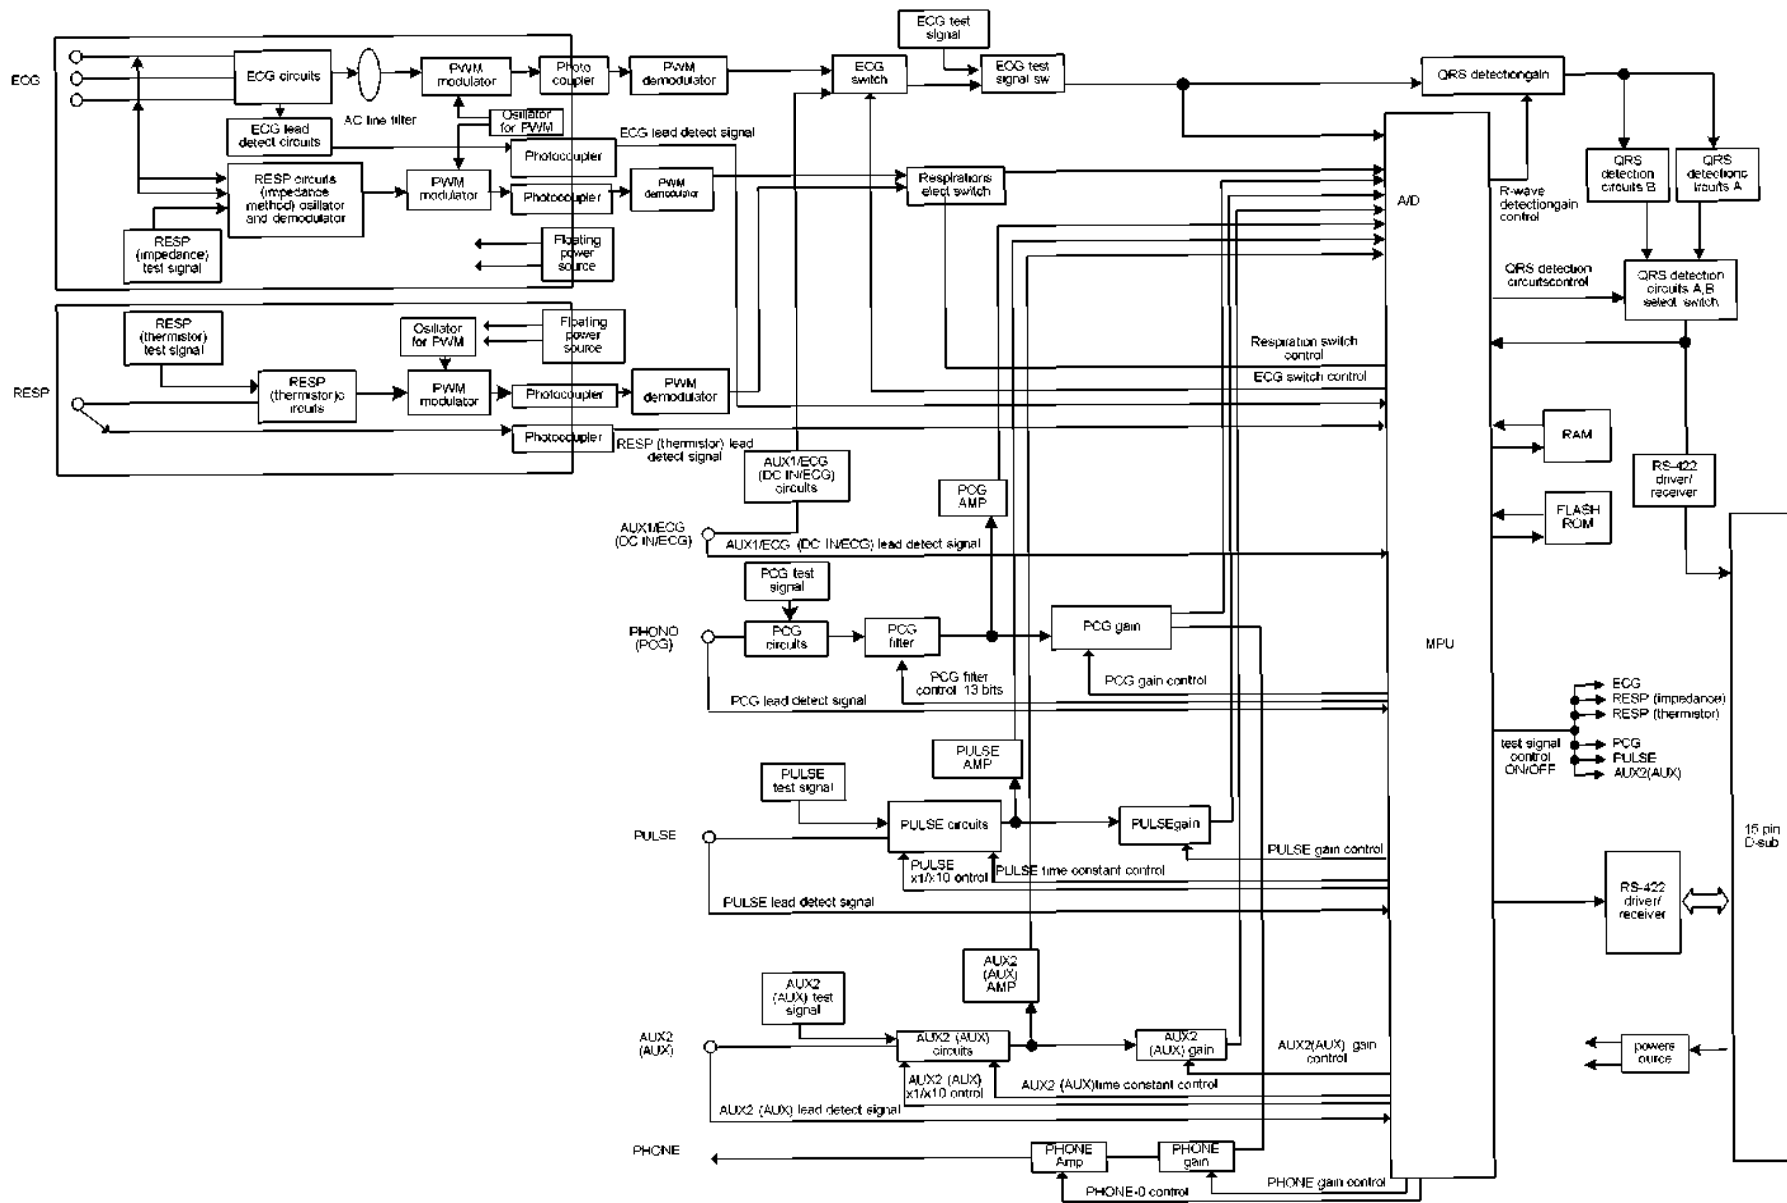 ECG test
signal
ECG
ECG circuits
PWM
modulator
Photo
coupler
PWM
demodulator
ECG
switch
ECG test
signal sw
QRS detectiongain
AC line filter
Osillator
for PWM
ECG lead
detect circuits
ECG lead detect signal
Photocoupler
RESP circuits
(impedance
method) osillator
and demodulator
PWM
modulator
Photocoupler
PWM
demodulator
Respirations
elect switch
A/D
R-wave
detectiongain
control
QRS
detection
circuits B
QRS
detectionc
ircuits A
RESP
(impedance)
test signal
Floating
power
source
QRS detection
circuitscontrol
QRS detection
circuits A,B
select switch
RESP
(thermistor)
test signal
Osillator
for PWM
Floating
power
source
Respiration switch
control
ECG switch control
RESP
RESP
(thermistor)c
ircuits
PWM
modulator
Photocoupler
PWM
demodulator
Photocoupler
RESP (thermistor) lead
detect signal
RAM
AUX1/ECG
(DC IN/ECG)
circuits
PCG
AMP
RS-422
driver/
receiver
FLASH
ROM
AUX1/ECG
(DC IN/ECG)
AUX1/ECG (DC IN/ECG) lead detect signal
PCG test
signal
PHONO
(PCG)
PCG
circuits
PCG
filter
PCG gain
MPU
PCG filter
control 13 bits
PCG gain control
PCG lead detect signal
ECG
RESP (impedance)
RESP (thermistor)
PCG
PULSE
AUX2(AUX)
test signal
control
ON/OFF
PULSE
AMP
PULSE
test signal
PULSE
PULSE circuits
PULSEgain
15 pin
D-sub
PULSE gain control
PULSE
x1/x10 ontrol
PULSE time constant control
PULSE lead detect signal
RS-422
driver/
receiver
AUX2
(AUX)
AMP
AUX2
(AUX) test
signal
AUX2
(AUX)
AUX2 (AUX)
circuits
AUX2
(AUX) gain
AUX2(AUX) gain
control
powers
ource
AUX2 (AUX)
x1/x10 ontrol
AUX2 (AUX)time constant control
AUX2 (AUX) lead detect signal
PHONE
PHONE
Amp
PHONE
gain
PHONE-0 control
PHONE gain control